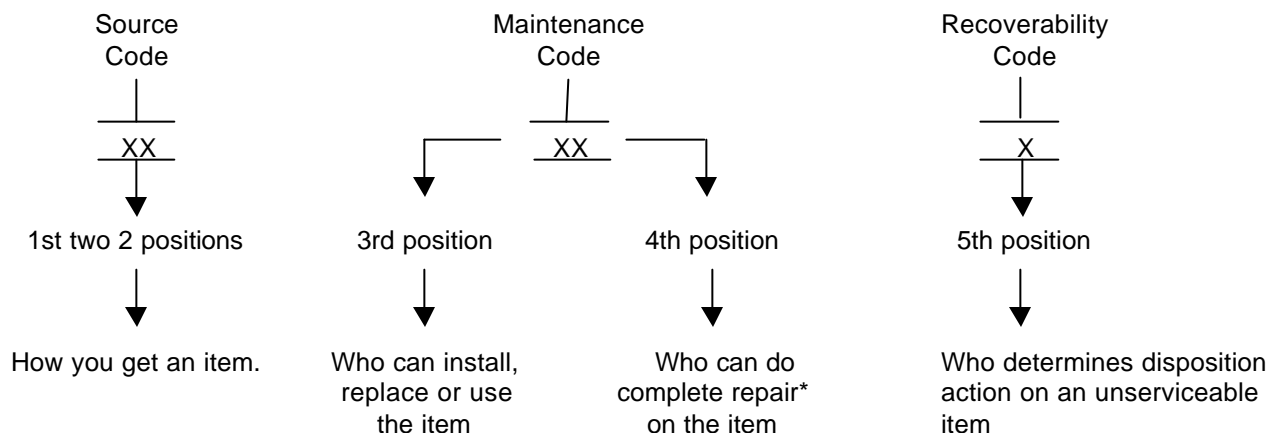 Source
Code
Maintenance
Code
Recoverability
Code
XX
XX
X
1st two 2 positions
3rd position
4th position
5th position
How you get an item.
Who can install,
replace or use
the item
Who can do
complete repair*
on the item
Who determines disposition
action on an unserviceable
item